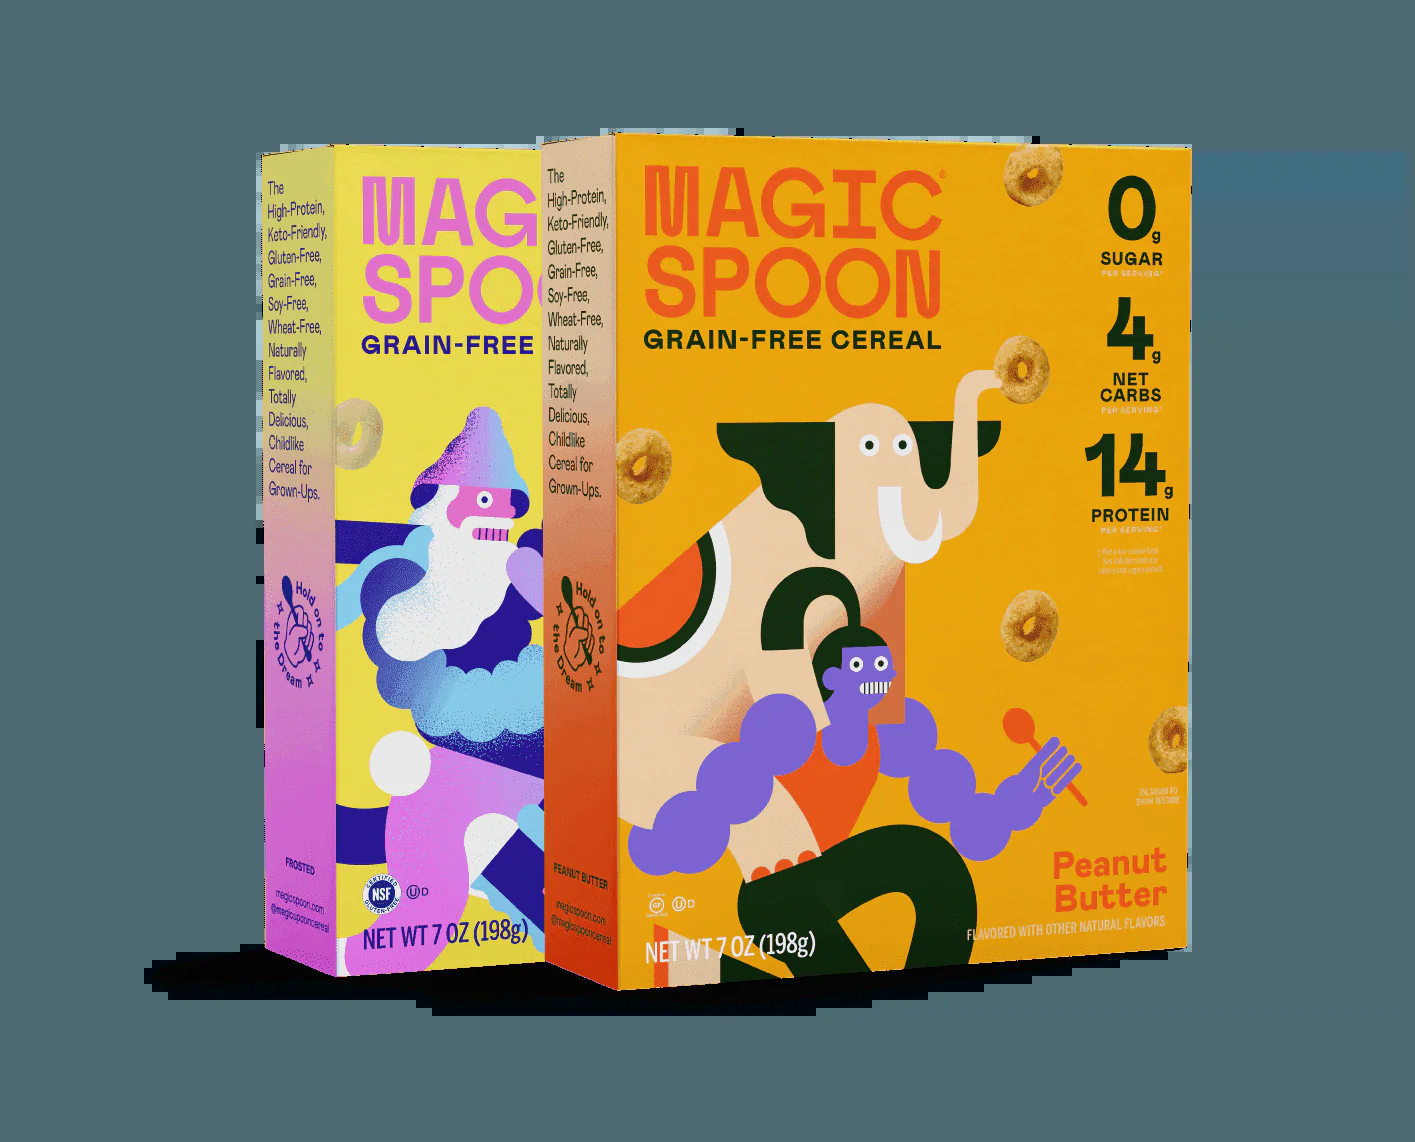 The
High-Protein,
Keto-Friendly,
Gluten-Free,
Grain-Free,
Soy-Free,
Wheat-Free,
Naturally
Flavored,
Totally
Delicious,
Childlike
Cereal for
Grown-Ups.
Hold on to
the Dream
FROSTED
magicspoon.com
@magicspooncereal
MAG
SPOO
GRAIN-FREE
CERTIFIED
NSF
GLUTEN-FREE
U D
NET WT 7 OZ (198g)
The
High-Protein,
Keto-Friendly,
Gluten-Free,
Grain-Free,
Soy-Free,
Wheat-Free,
Naturally
Flavored,
Totally
Delicious,
Childlike
Cereal for
Grown-Ups.
Hold on to
the Dream
PEANUT BUTTER
magicspoon.com
@magicspooncereal
MAGIC®
SPOON
GRAIN-FREE CEREAL
0g
SUGAR
PER SERVING*
4g
NET
CARBS
PER SERVING*
14g
PROTEIN
PER SERVING*
ENLARGED TO
SHOW TEXTURE
Peanut
Butter
FLAVORED WITH OTHER NATURAL FLAVORS
GF
U D
NET WT 7 OZ (198g)